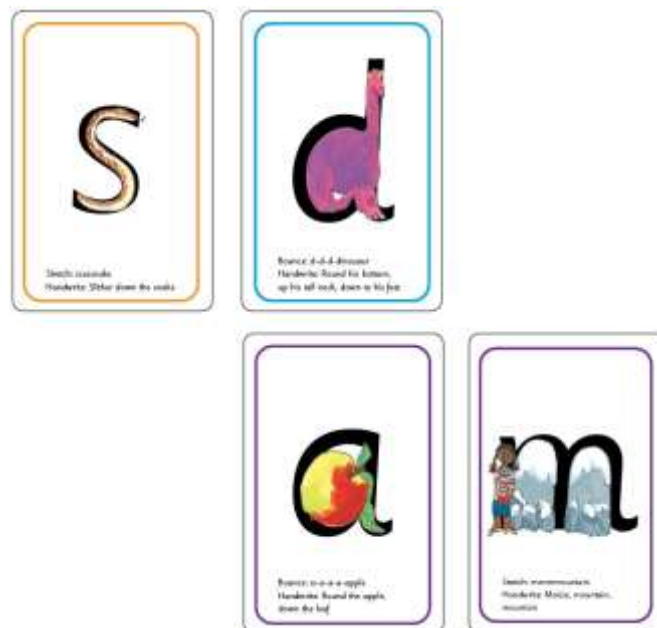 s
Stretch: sssssnake
Handwrite: Slither down the snake
d
Bounce: d-d-d-dinosaur
Handwrite: Round his bottom,
up his tall neck, down to his feet
a
Bounce: a-a-a-a-apple
Handwrite: Round the apple,
down the leaf
m
Stretch: mmmmmountain
Handwrite: Maisie, mountain,
mountain